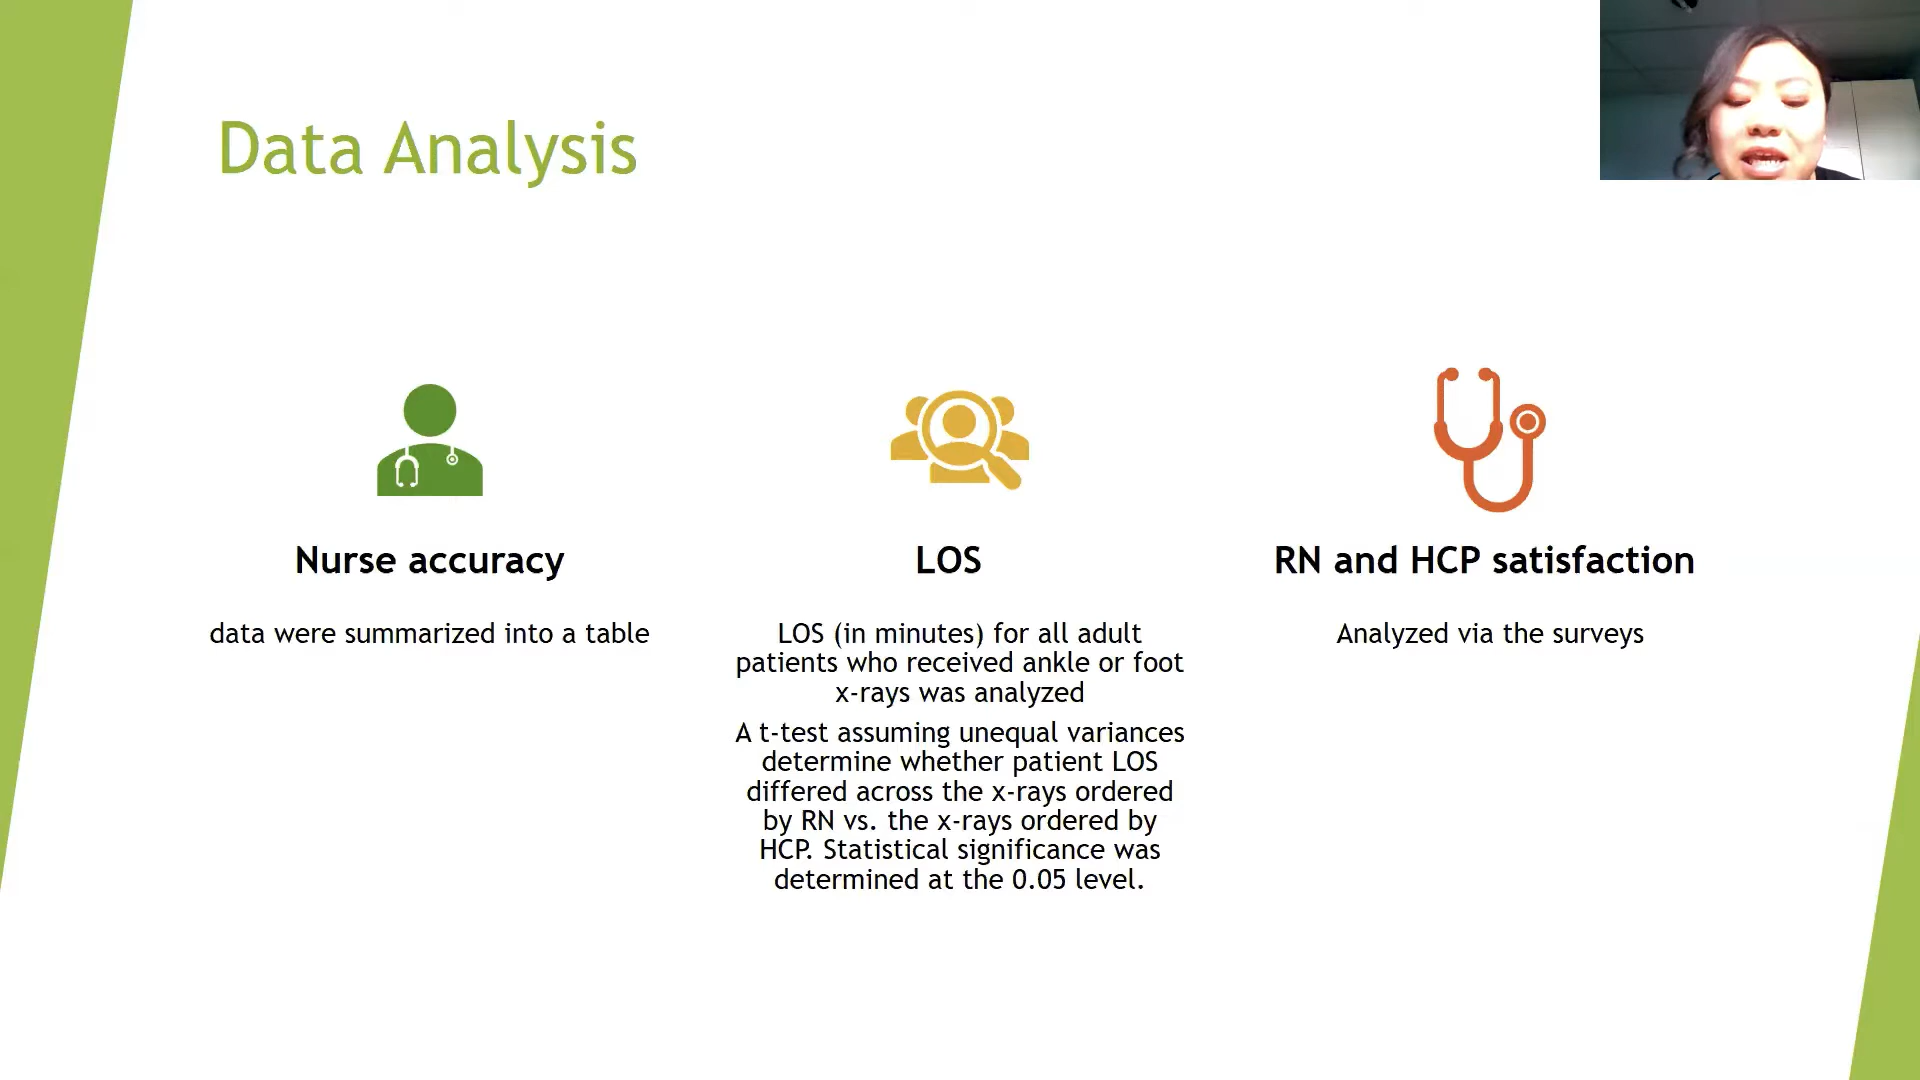 Data Analysis
Nurse accuracy
data were summarized into a table
LOS
LOS (in minutes) for all adult
patients who received ankle or foot
x-rays was analyzed
A t-test assuming unequal variances
determine whether patient LOS
differed across the x-rays ordered
by RN vs. the x-rays ordered by
HCP. Statistical significance was
determined at the 0.05 level.
RN and HCP satisfaction
Analyzed via the surveys